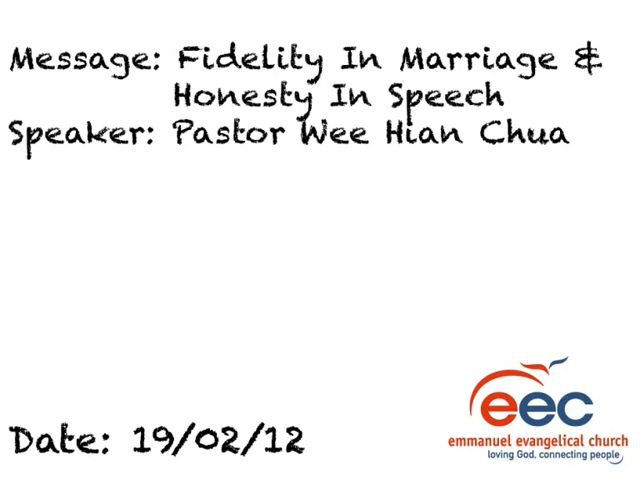 Message: Fidelity In Marriage &
Honesty In Speech
Speaker: Pastor Wee Hian Chua
Date: 19/02/12
eec
emmanuel evangelical church
loving God, connecting people